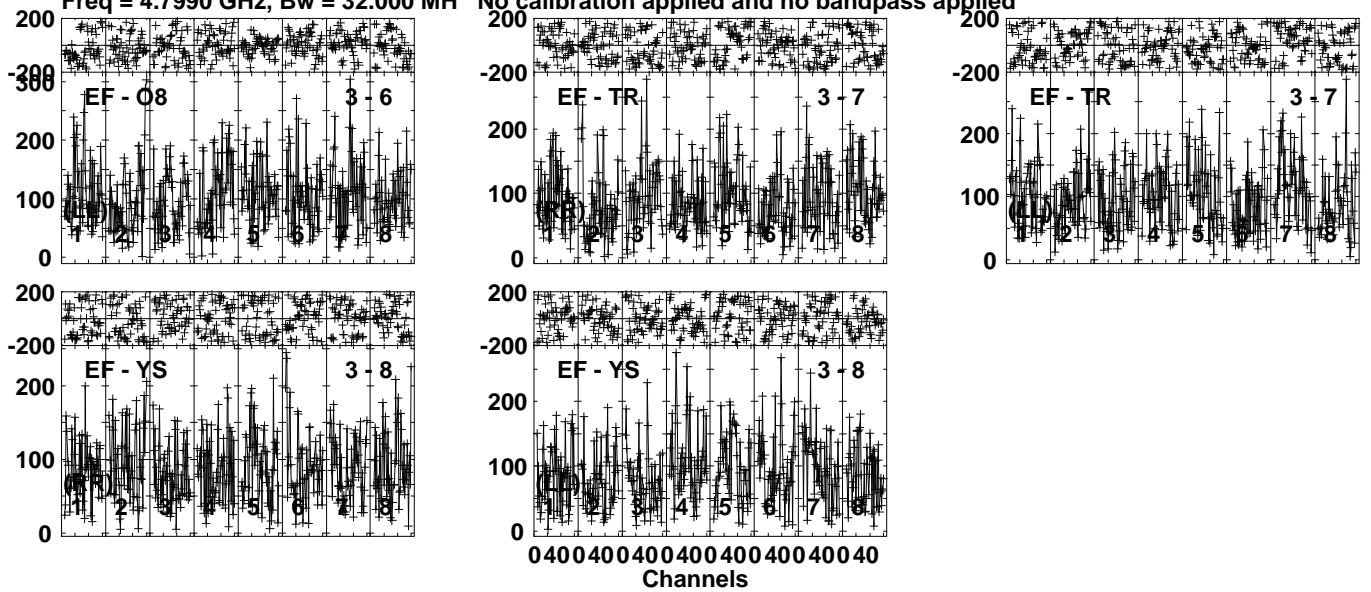 Freq = 4.7990 GHz, Bw = 32.000 MH No calibration applied and no bandpass applied
200
-200
300
200
100
0
EF - O8 3 - 6
(LL)
1 2 3 4 5 6 7 8
200
-200
200
100
0
EF - TR 3 - 7
(RR)
1 2 3 4 5 6 7 8
200
-200
200
100
0
EF - TR 3 - 7
(LL)
1 2 3 4 5 6 7 8
200
-200
200
100
0
EF - YS 3 - 8
(RR)
1 2 3 4 5 6 7 8
200
-200
200
100
0
EF - YS 3 - 8
(LL)
1 2 3 4 5 6 7 8
0 40 0 40 0 40 0 40 0 40 0 40 0 40 0 40
Channels